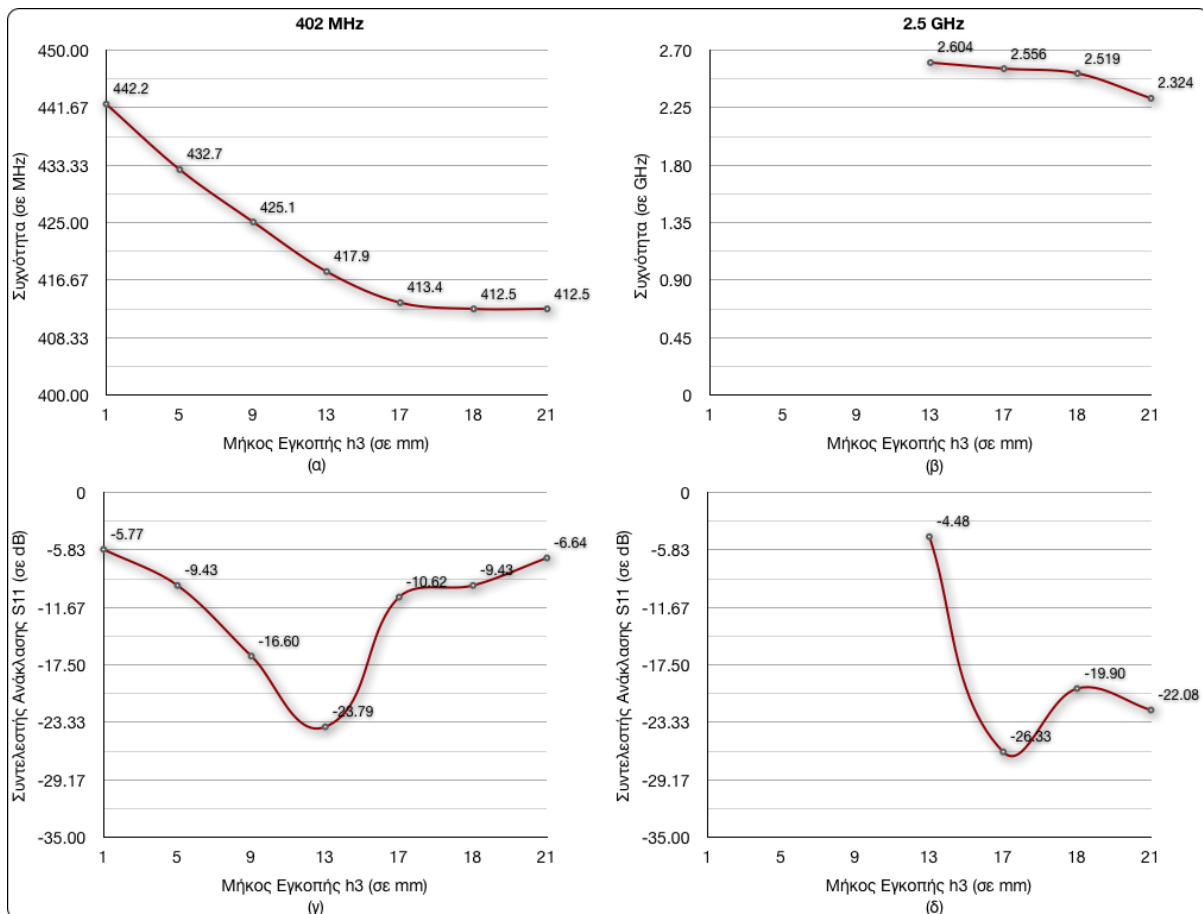 402 MHz
450.00
441.67
433.33
425.00
416.67
408.33
400.00
442.2
432.7
425.1
417.9
413.4
412.5
412.5
1 5 9 13 17 18 21
Συχνότητα (σε MHz)
Μήκος Εγκοπής h3 (σε mm)
(α)
2.5 GHz
2.70
2.25
1.80
1.35
0.90
0.45
0
2.604
2.556
2.519
2.324
1 5 9 13 17 18 21
Συχνότητα (σε GHz)
Μήκος Εγκοπής h3 (σε mm)
(β)
0
-5.83
-11.67
-17.50
-23.33
-29.17
-35.00
-5.77
-9.43
-16.60
-23.79
-10.62
-9.43
-6.64
1 5 9 13 17 18 21
Συντελεστής Ανάκλασης S11 (σε dB)
Μήκος Εγκοπής h3 (σε mm)
(γ)
0
-5.83
-11.67
-17.50
-23.33
-29.17
-35.00
-4.48
-26.33
-19.90
-22.08
1 5 9 13 17 18 21
Συντελεστής Ανάκλασης S11 (σε dB)
Μήκος Εγκοπής h3 (σε mm)
(δ)